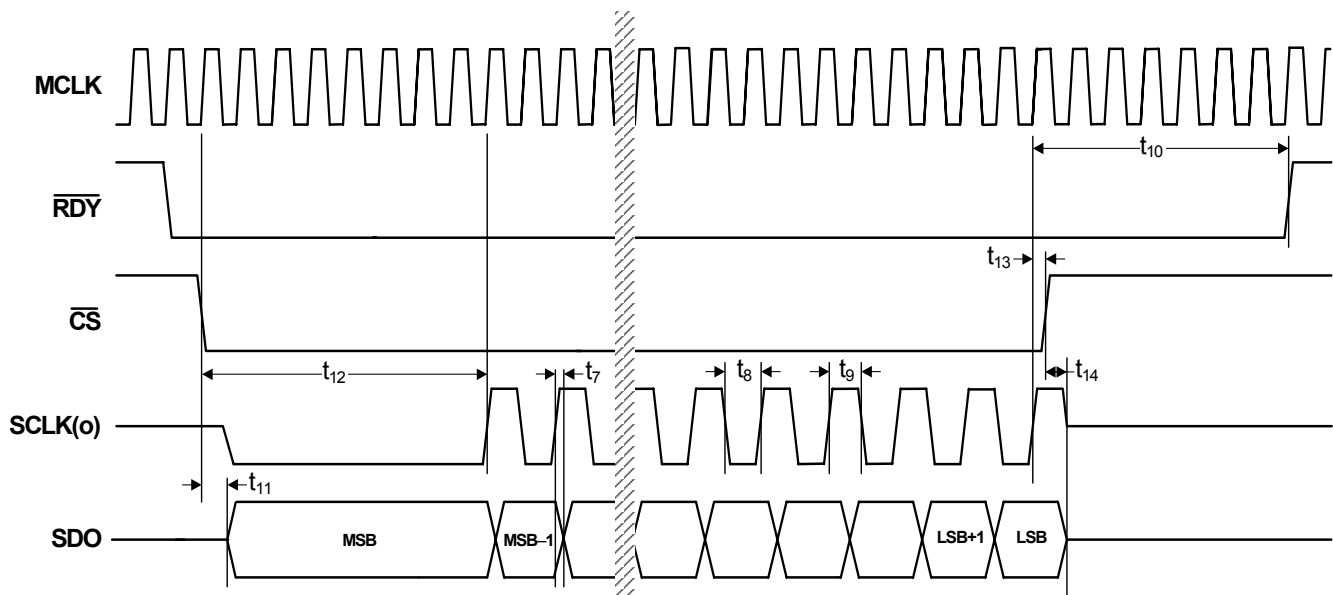 MCLK
t10
RDY
t13
CS
t12
t7
t8
t9
t14
SCLK(o)
t11
SDO
MSB
MSB–1
LSB+1
LSB